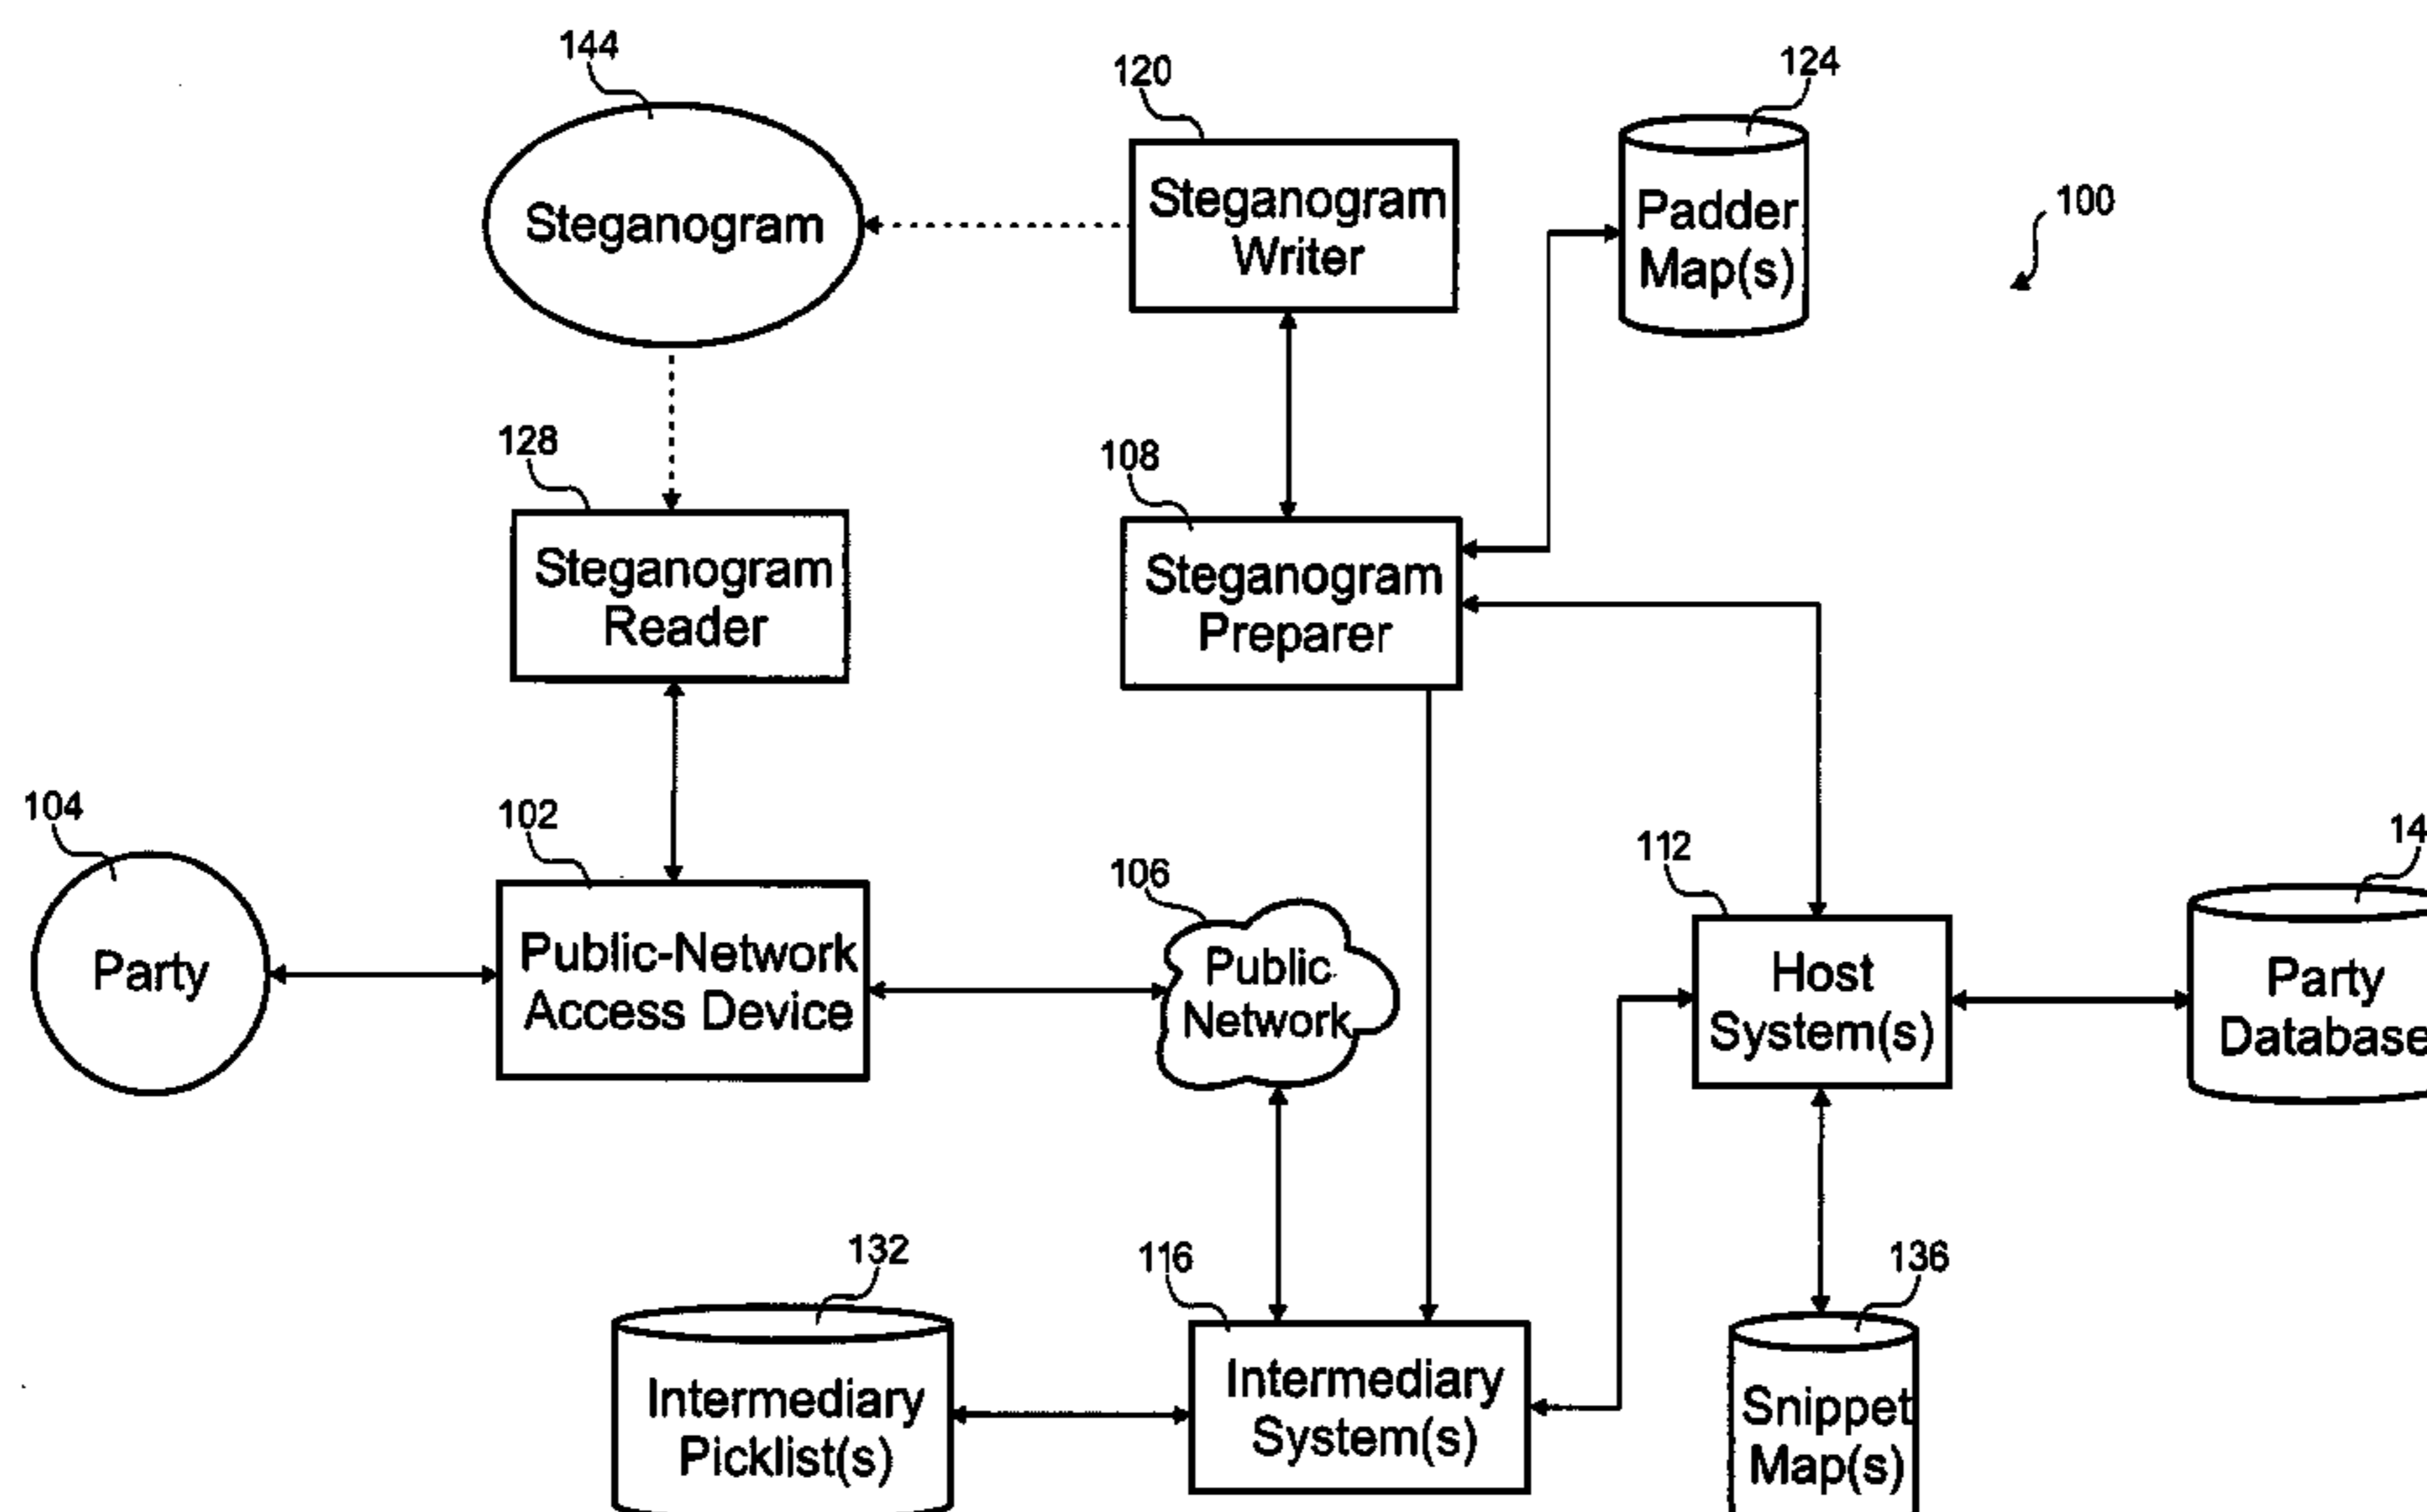 144
120
124
Steganogram
Steganogram
Writer
Padder
Map(s)
100
128
108
Steganogram
Reader
Steganogram
Preparer
104
102
106
112
14
Party
Public-Network
Access Device
Public
Network
Host
System(s)
Party
Database
132
116
136
Intermediary
Picklist(s)
Intermediary
System(s)
Snippet
Map(s)